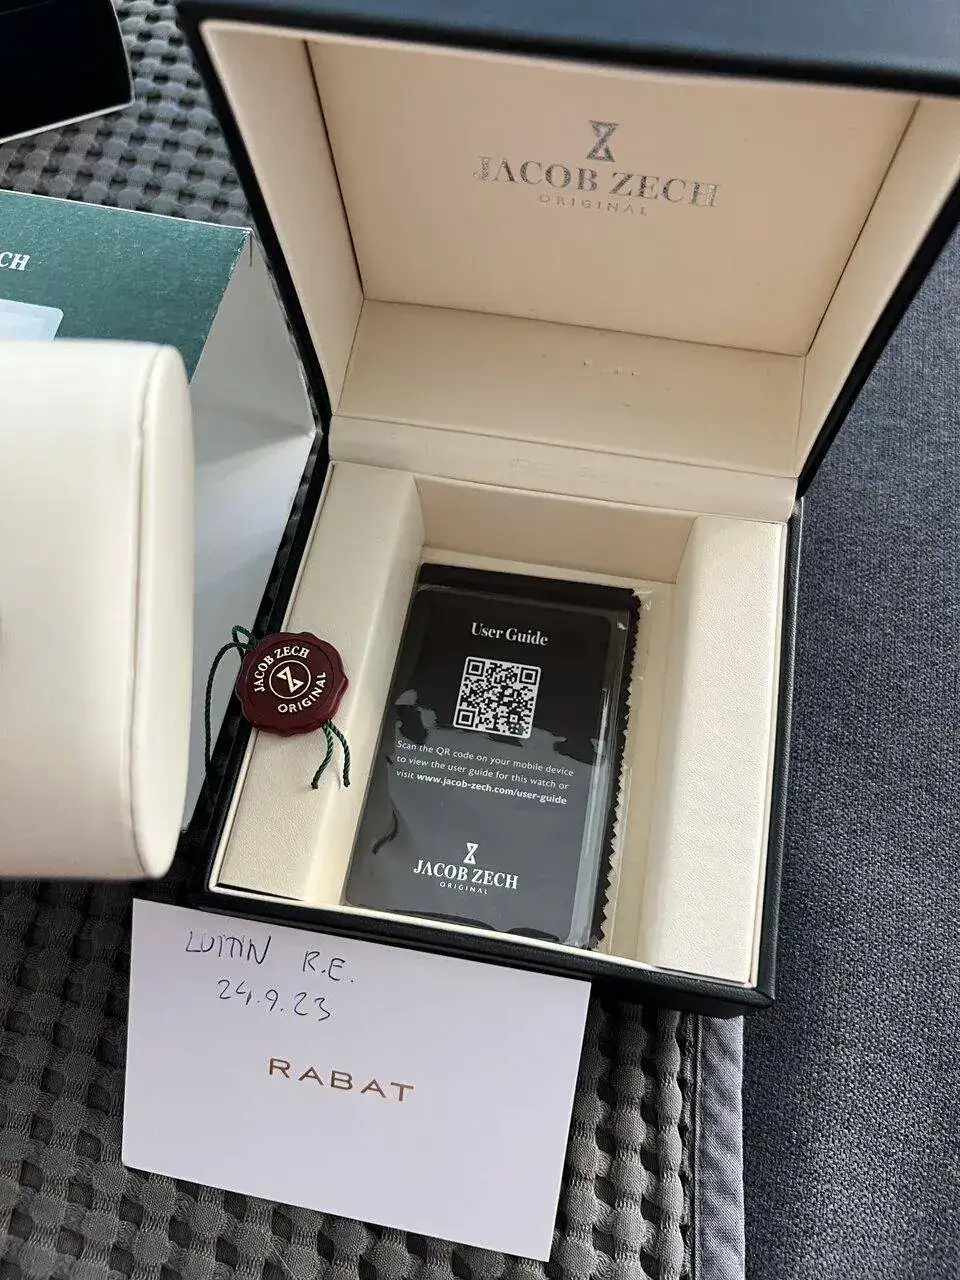 JACOB ZECH
ORIGINAL
CH
JACOB ZECH
ORIGINAL
User Guide
Scan the QR code on your mobile device
to view the user guide for this watch or
visit www.jacob-zech.com/user-guide
JACOB ZECH
ORIGINAL
R.E.
24.9.23
RABAT